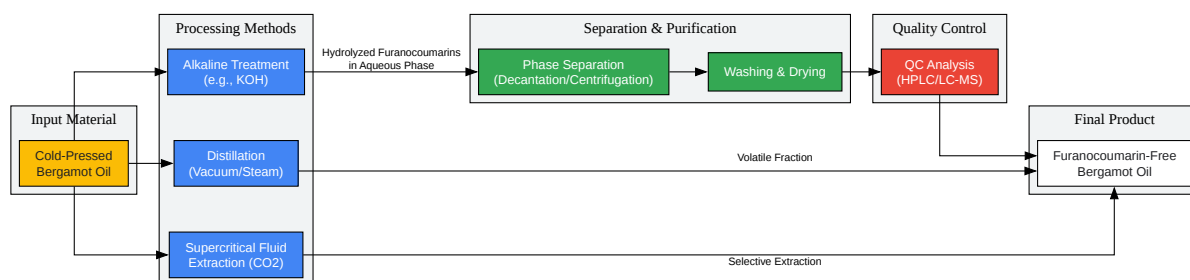 Processing Methods
Separation & Purification
Quality Control
Alkaline Treatment
(e.g., KOH)
Hydrolyzed Furanocoumarins
in Aqueous Phase
Phase Separation
(Decantation/Centrifugation)
Washing & Drying
QC Analysis
(HPLC/LC-MS)
Input Material
Cold-Pressed
Bergamot Oil
Distillation
(Vacuum/Steam)
Volatile Fraction
Final Product
Furanocoumarin-Free
Bergamot Oil
Supercritical Fluid
Extraction (CO2)
Selective Extraction